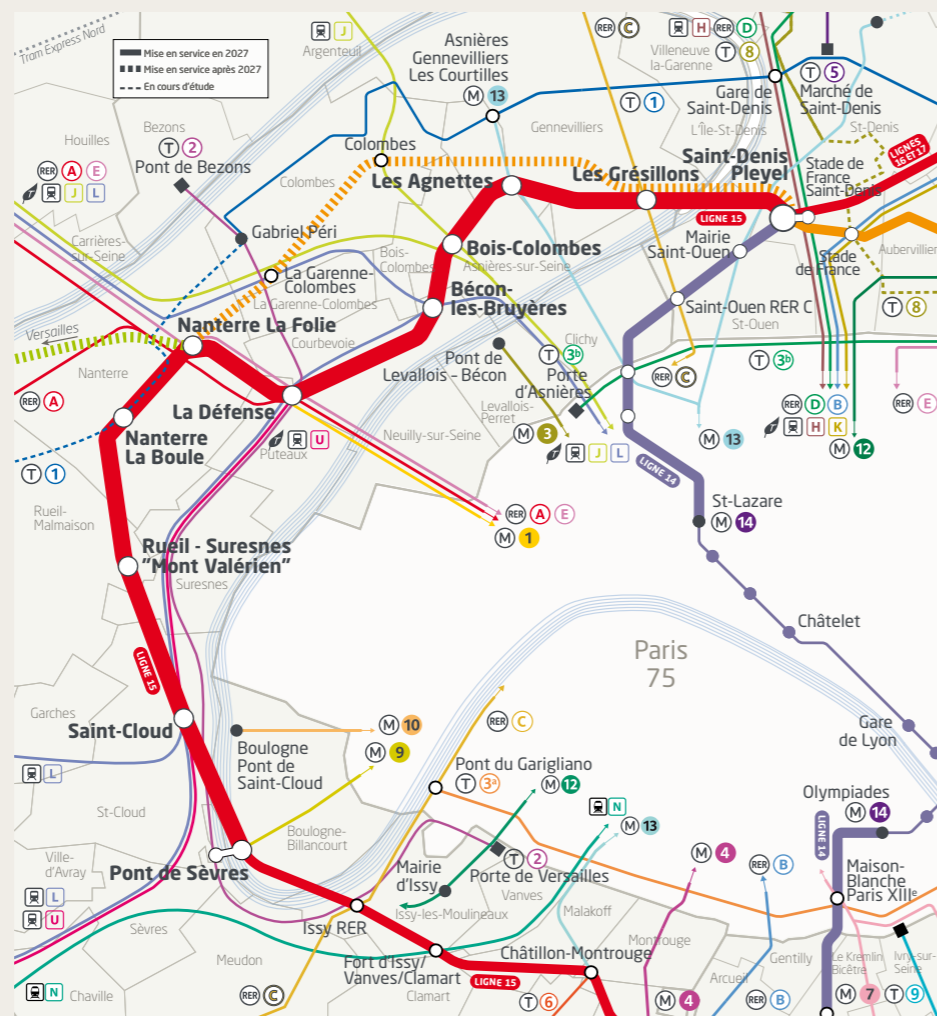 Tram Express Nord
Mise en service en 2027
Mise en service après 2027
En cours d'étude
J
Argenteuil
Asnières
Gennevilliers
Les Courtilles
M 13
RER C
H RER D
Villeneuve
la-Garenne
T 8
T 1
Gare de
Saint-Denis
T 5
Marché de
Saint-Denis
L'Île-St-Denis
St-Denis
LIGNES
16 ET 17
Houilles
Bezons
T 2
Pont de Bezons
RER A E
J L
Colombes
Colombes
Gennevilliers
Les Agnettes
Les Grésillons
Saint-Denis
Pleyel
Stade de
France
Saint-Denis
LIGNE 15
Carrières-
sur-Seine
Gabriel Péri
Bois-
Colombes
Bois-Colombes
Asnières-sur-Seine
Mairie
Saint-Ouen
Stade
de France
Aubervilliers
La Garenne-
Colombes
La Garenne-Colombes
Bécon-
les-Bruyères
Saint-Ouen RER C
St-Ouen
T 8
Versailles
Nanterre La Folie
Courbevoie
Nanterre
Pont de
Levallois - Bécon
Clichy
T 3b
Porte
d'Asnières
RER C
T 3b
RER A
La Défense
Levallois-
Perret
RER D B
H K
RER E
Nanterre
La Boule
U
Puteaux
Neuilly-sur-Seine
M 3
J L
M 13
M 12
T 1
LIGNE 14
Rueil-
Malmaison
RER A E
M 1
St-Lazare
M 14
Rueil - Suresnes
"Mont Valérien"
Suresnes
Châtelet
Paris
75
LIGNE 15
Garches
Saint-Cloud
M 10
RER C
M 9
Boulogne
Pont de
Saint-Cloud
Gare
de Lyon
L
Pont du Garigliano
T 3a
M 12
Olympiades
M 14
St-Cloud
N
M 13
LIGNE 14
Boulogne-
Billancourt
Ville-
d'Avray
Pont de Sèvres
Mairie
d'Issy
T 2
Porte de Versailles
M 4
RER B
Maison-
Blanche
Paris XIIIe
L
U
Vanves
Issy-les-Moulineaux
Malakoff
Issy RER
Sèvres
Meudon
Fort d'Issy/
Vanves/Clamart
Châtillon-Montrouge
Montrouge
Gentilly
Arcueil
Le Kremlin
Bicêtre
Ivry-sur-
Seine
LIGNE 15
N
Chaville
RER C
Clamart
T 6
M 4
RER B
M 7
T 9